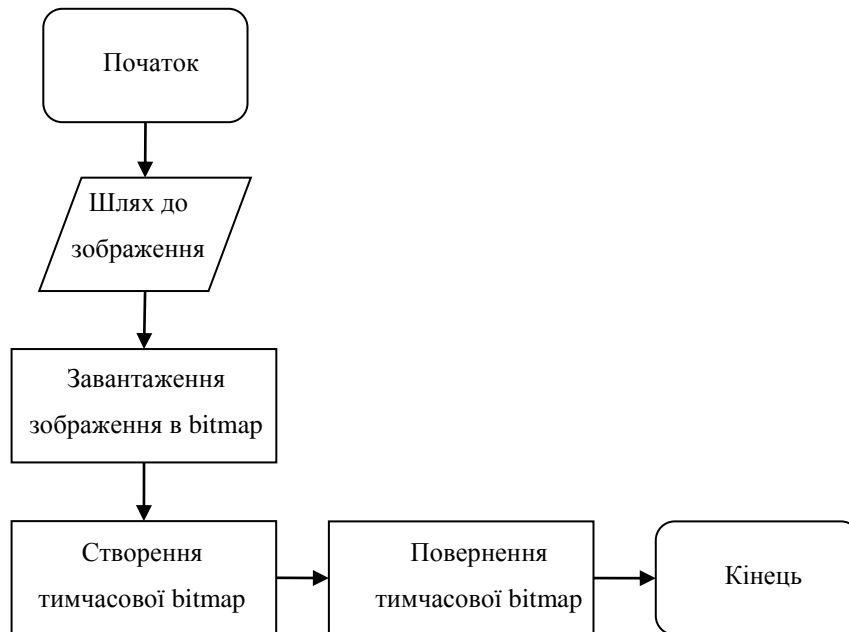 Початок
Шлях до
зображення
Завантаження
зображення в bitmap
Створення
тимчасової bitmap
Повернення
тимчасової bitmap
Кінець